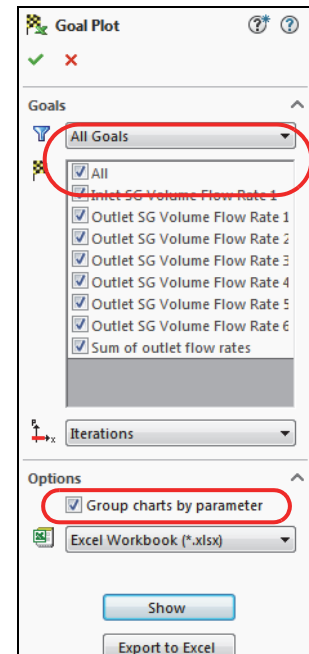 Goal Plot
Goals
All Goals
All
Inlet SG Volume Flow Rate 1
Outlet SG Volume Flow Rate 1
Outlet SG Volume Flow Rate 2
Outlet SG Volume Flow Rate 3
Outlet SG Volume Flow Rate 4
Outlet SG Volume Flow Rate 5
Outlet SG Volume Flow Rate 6
Sum of outlet flow rates
Iterations
Options
Group charts by parameter
Excel Workbook (*.xlsx)
Show
Export to Excel